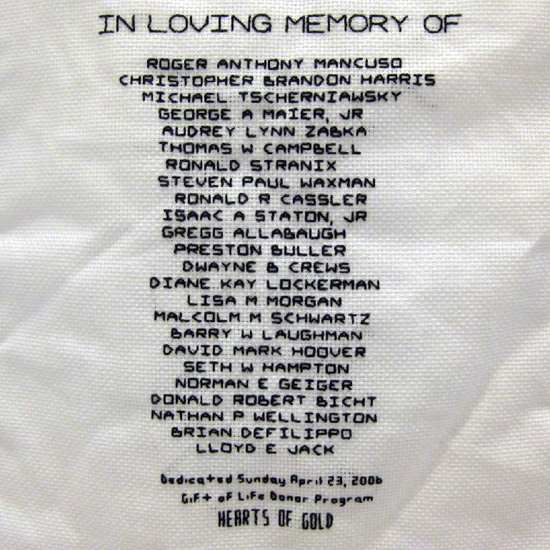 IN LOVING MEMORY OF
ROGER ANTHONY MANCUSO
CHRISTOPHER BRANDON HARRIS
MICHAEL TSCHERNIAWSKY
GEORGE A MAIER, JR
AUDREY LYNN ZABKA
THOMAS W CAMPBELL
RONALD STRANIX
STEVEN PAUL WAXMAN
RONALD R CASSLER
ISAAC A STATON, JR
GREGG ALLABAUGH
PRESTON BULLER
DWAYNE B CREWS
DIANE KAY LOCKERMAN
LISA M MORGAN
MALCOLM M SCHWARTZ
BARRY W LAUGHMAN
DAVID MARK HOOVER
SETH W HAMPTON
NORMAN E GEIGER
DONALD ROBERT BICHT
NATHAN P WELLINGTON
BRIAN DEFILIPPO
LLOYD E JACK
Dedicated Sunday April 23, 2006
Gift of Life Donor Program
HEARTS OF GOLD